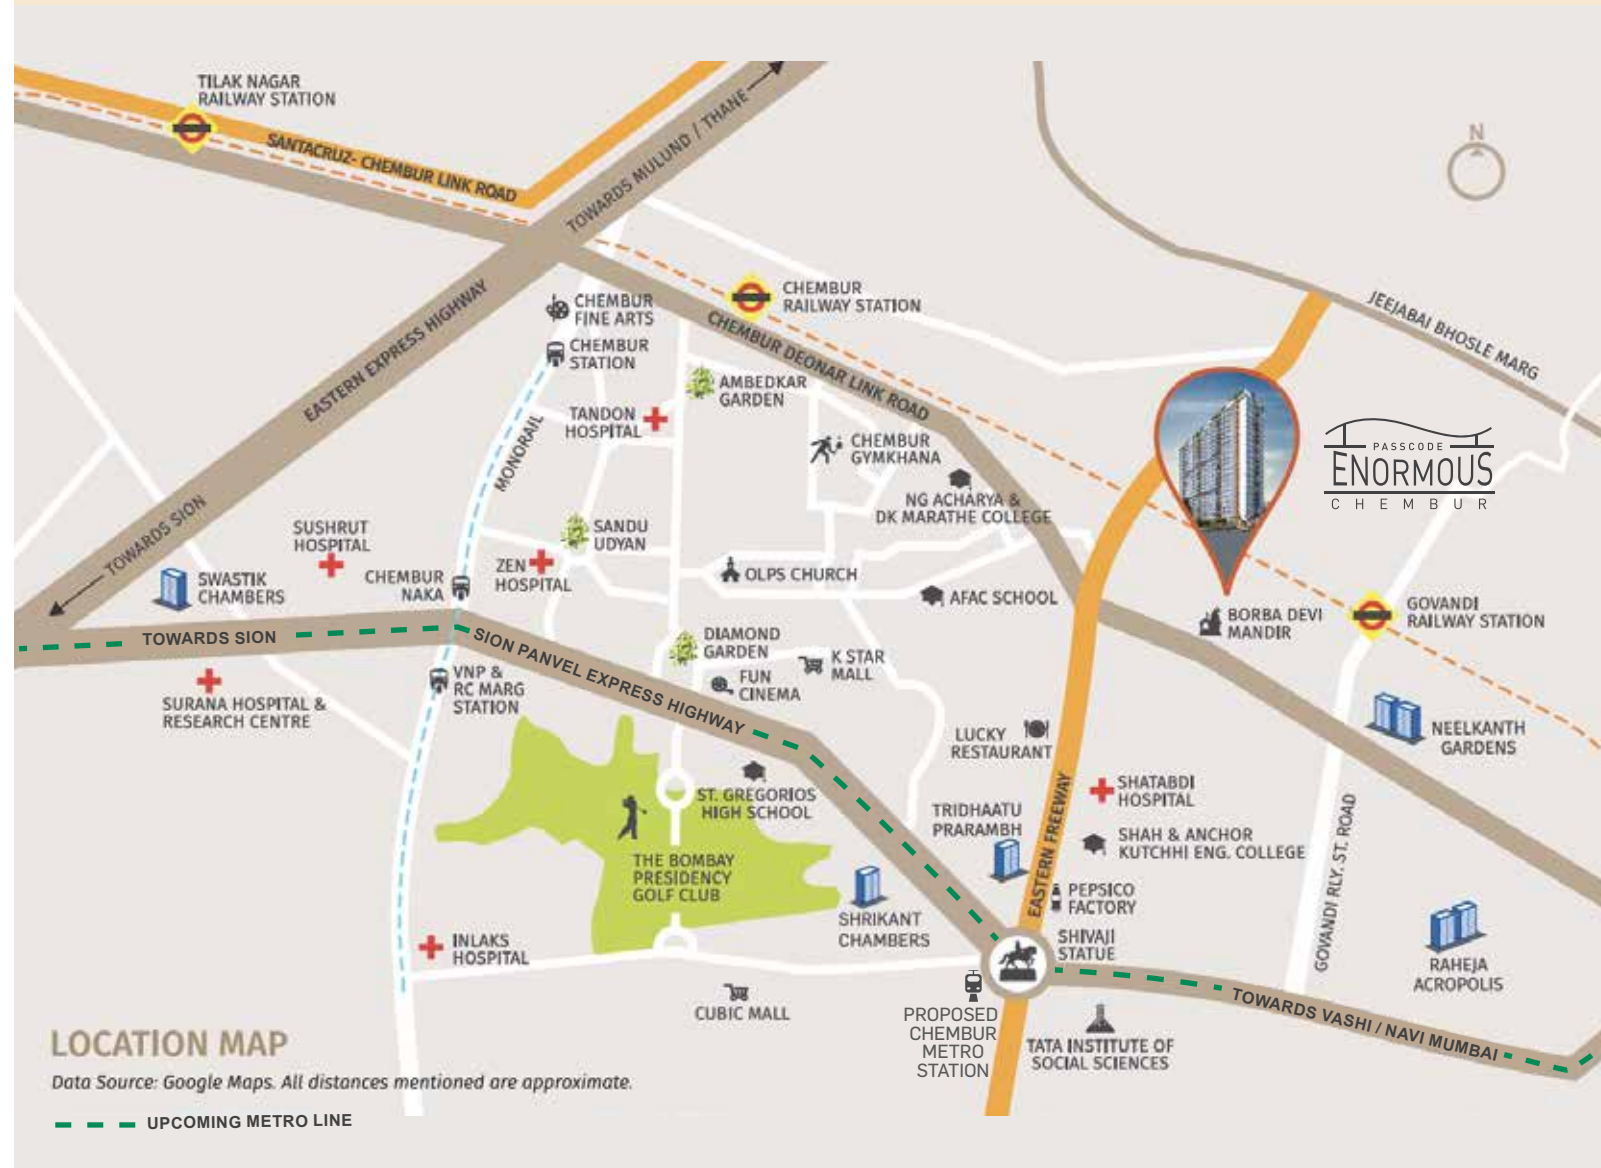 TILAK NAGAR
RAILWAY STATION
SANTACRUZ- CHEMBUR LINK ROAD
TOWARDS MULUND / THANE
N
CHEMBUR
RAILWAY STATION
JEEJABAI BHOSLE MARG
CHEMBUR
FINE ARTS
CHEMBUR
STATION
EASTERN EXPRESS HIGHWAY
CHEMBUR DEONAR LINK ROAD
AMBEDKAR
GARDEN
TANDON
HOSPITAL
MONORAIL
CHEMBUR
GYMKHANA
PASSCODE
ENORMOUS
CHEMBUR
NG ACHARYA &
DK MARATHE COLLEGE
TOWARDS SION
SUSHRUT
HOSPITAL
SANDU
UDYAN
ZEN
HOSPITAL
SWASTIK
CHAMBERS
CHEMBUR
NAKA
OLPS CHURCH
AFAC SCHOOL
BORBA DEVI
MANDIR
GOVANDI
RAILWAY STATION
TOWARDS SION
SION PANVEL EXPRESS HIGHWAY
DIAMOND
GARDEN
K STAR
MALL
FUN
CINEMA
VNP &
RC MARG
STATION
SURANA HOSPITAL &
RESEARCH CENTRE
LUCKY
RESTAURANT
NEELKANTH
GARDENS
ST. GREGORIOS
HIGH SCHOOL
SHATABDI
HOSPITAL
TRIDHAATU
PRARAMBH
EASTERN FREEWAY
SHAH & ANCHOR
KUTCHHI ENG. COLLEGE
GOVANDI RLY. ST. ROAD
THE BOMBAY
PRESIDENCY
GOLF CLUB
PEPSICO
FACTORY
SHRIKANT
CHAMBERS
SHIVAJI
STATUE
INLAKS
HOSPITAL
RAHEJA
ACROPOLIS
CUBIC MALL
PROPOSED
CHEMBUR
METRO
STATION
TOWARDS VASHI / NAVI MUMBAI
TATA INSTITUTE OF
SOCIAL SCIENCES
LOCATION MAP
Data Source: Google Maps. All distances mentioned are approximate.
UPCOMING METRO LINE